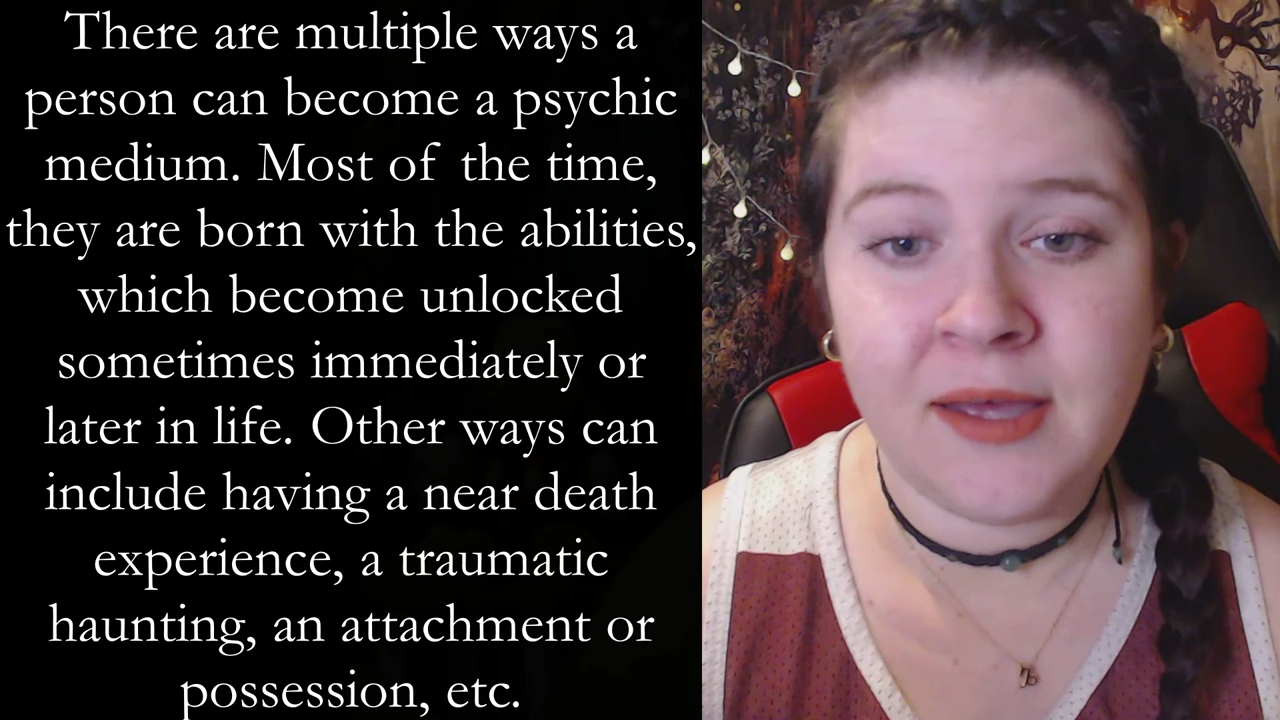 There are multiple ways a
person can become a psychic
medium. Most of the time,
they are born with the abilities,
which become unlocked
sometimes immediately or
later in life. Other ways can
include having a near death
experience, a traumatic
haunting, an attachment or
possession, etc.